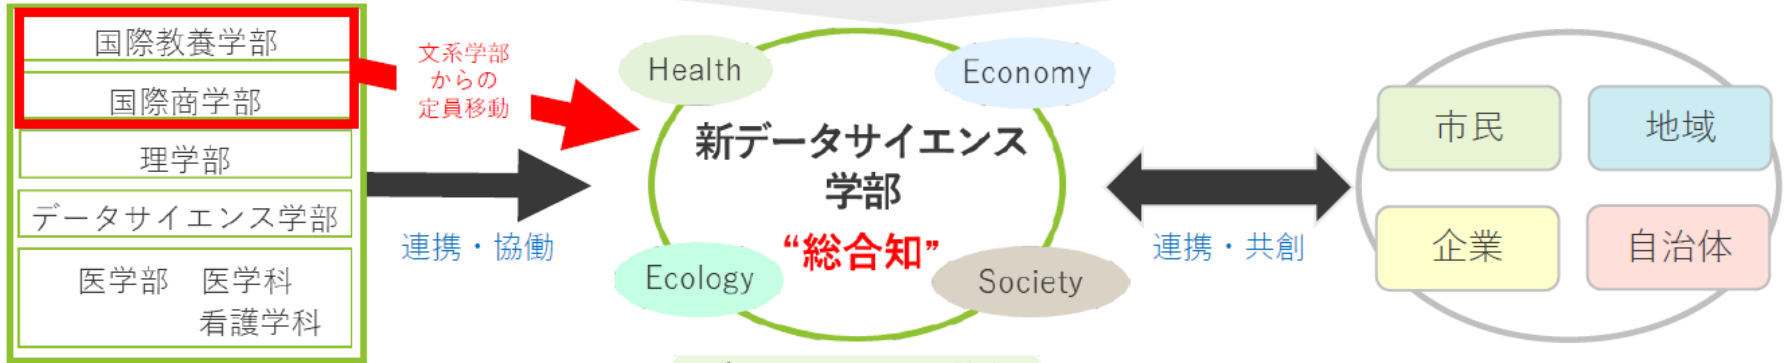 国際教養学部
国際商学部
理学部
データサイエンス学部
医学部 医学科
看護学科
文系学部
からの
定員移動
連携・協働
Health
Economy
新データサイエンス
学部
“総合知”
Ecology
Society
連携・共創
市民
地域
企業
自治体